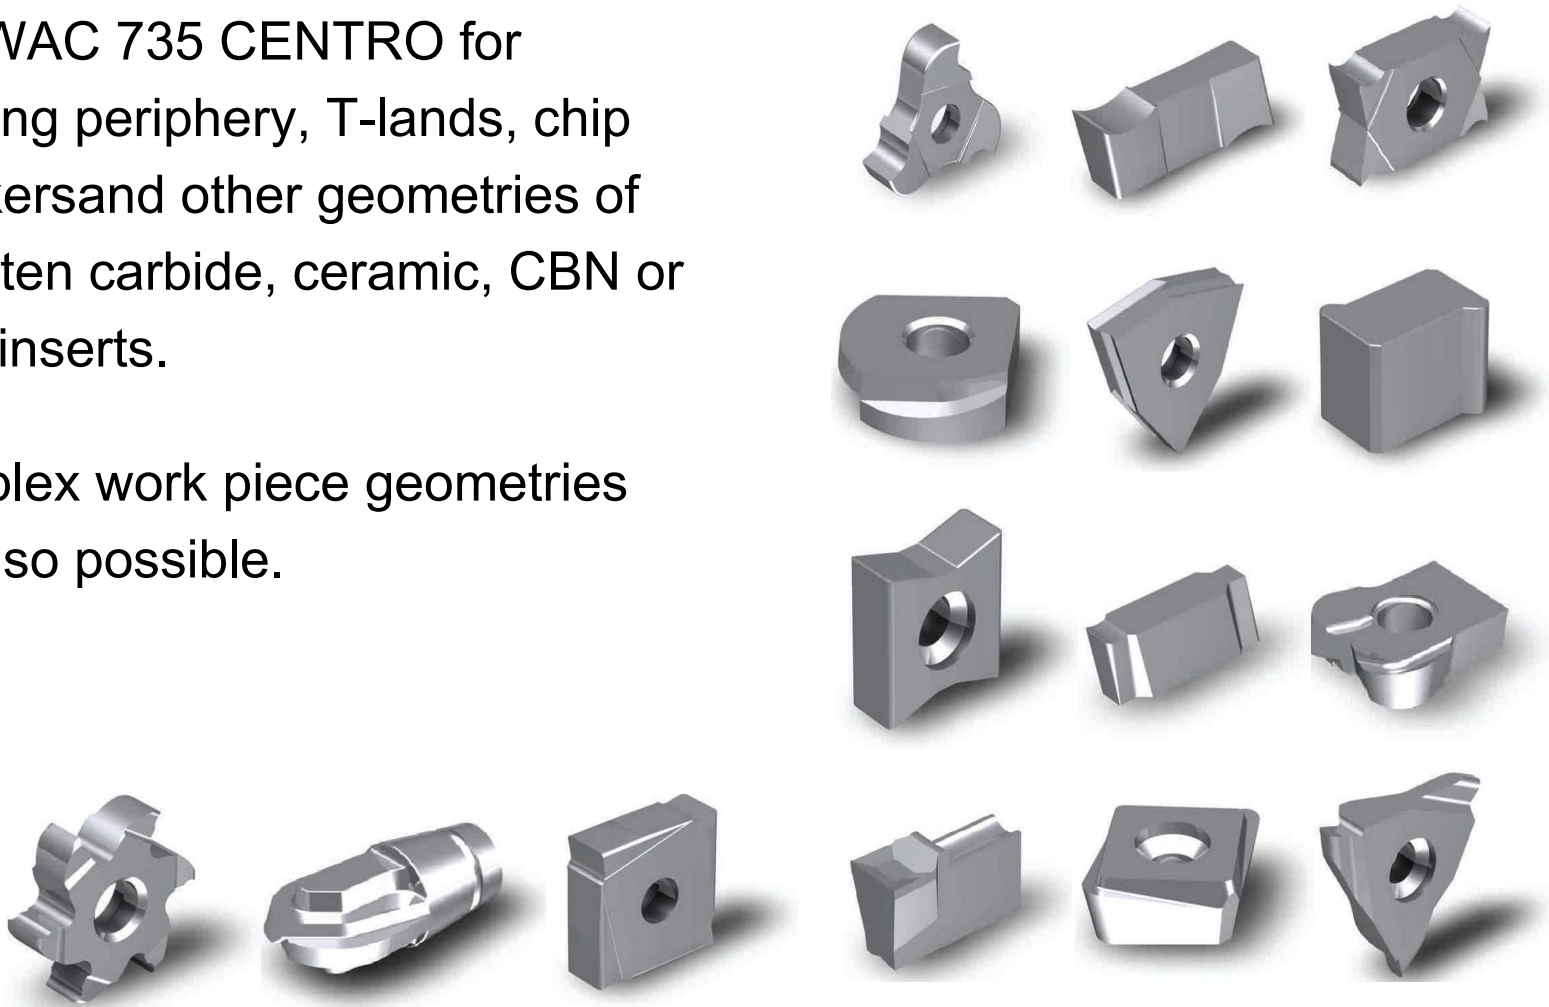 WAC 735 CENTRO for
ng periphery, T-lands, chip
kersand other geometries of
ten carbide, ceramic, CBN or
inserts.
plex work piece geometries
so possible.